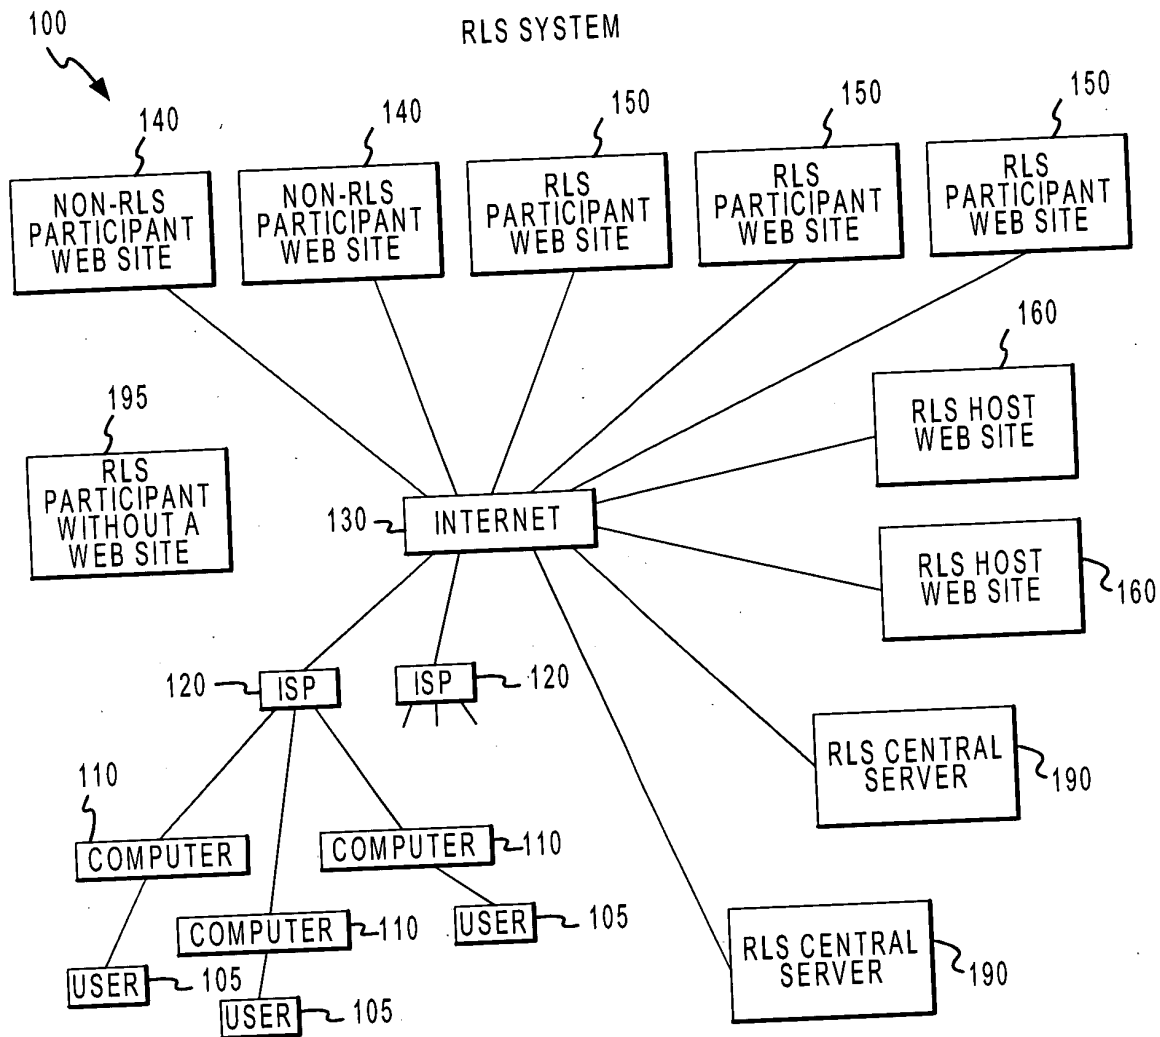 100
RLS SYSTEM
140
140
150
150
150
NON-RLS
PARTICIPANT
WEB SITE
NON-RLS
PARTICIPANT
WEB SITE
RLS
PARTICIPANT
WEB SITE
RLS
PARTICIPANT
WEB SITE
RLS
PARTICIPANT
WEB SITE
160
RLS HOST
WEB SITE
195
RLS
PARTICIPANT
WITHOUT A
WEB SITE
130
INTERNET
RLS HOST
WEB SITE
160
120
ISP
ISP
120
RLS CENTRAL
SERVER
190
110
COMPUTER
COMPUTER
110
COMPUTER
110
USER
105
USER
105
USER
105
RLS CENTRAL
SERVER
190